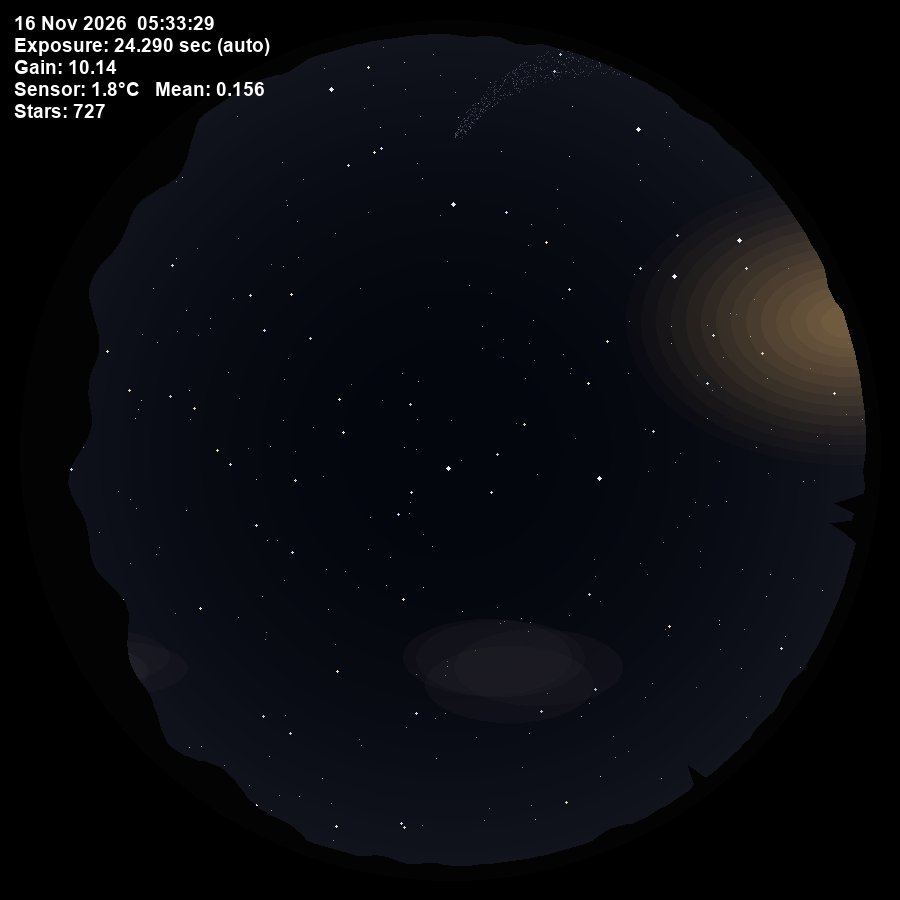 16 Nov 2026  05:33:29
Exposure: 24.290 sec (auto)
Gain: 10.14
Sensor: 1.8°C   Mean: 0.156
Stars: 727